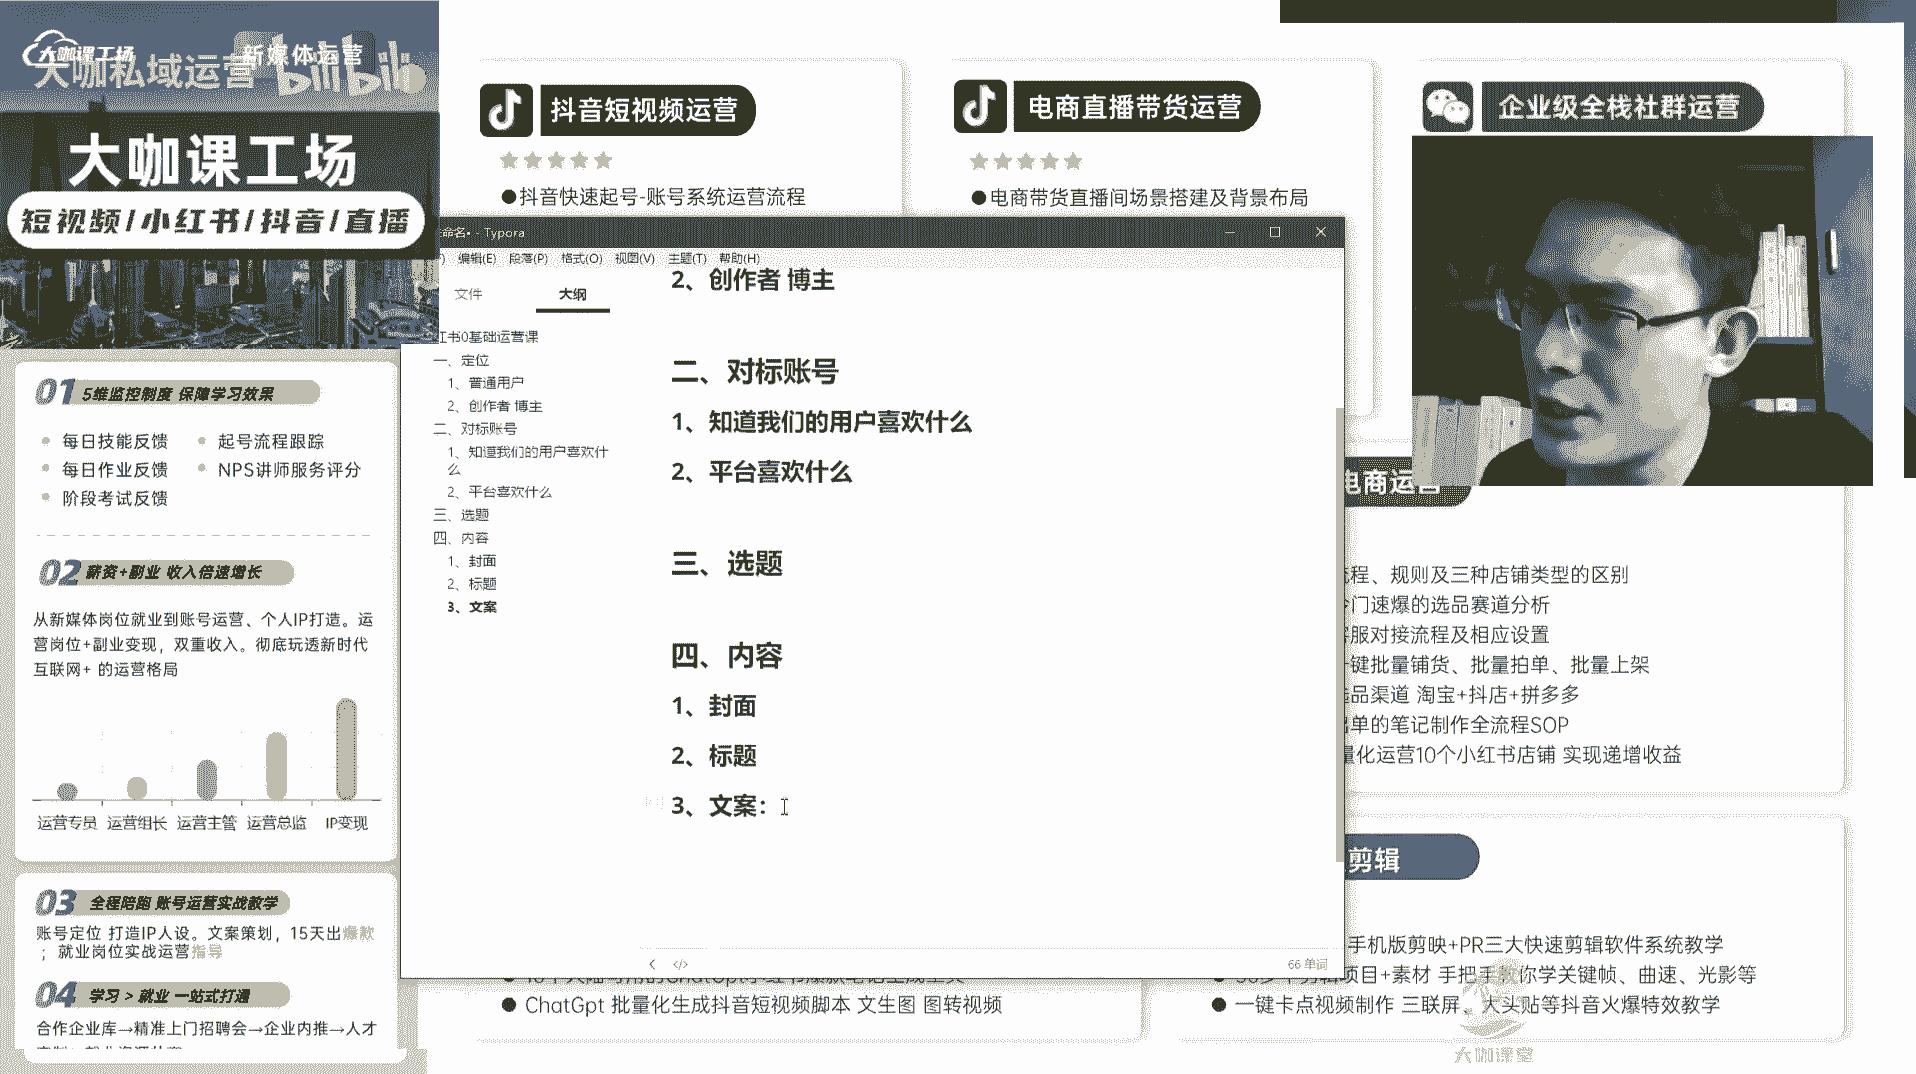 大咖课工场
大咖私域运营
新媒体运营
bilibili
大咖课工场
短视频/小红书/抖音/直播
01 5维监控制度 保障学习效果
每日技能反馈
起号流程跟踪
每日作业反馈
NPS讲师服务评分
阶段考试反馈
02 薪资+副业 收入倍速增长
从新媒体岗位就业到账号运营、个人IP打造。运
营岗位+副业变现，双重收入。彻底玩透新时代
互联网+ 的运营格局
运营专员 运营组长 运营主管 运营总监 IP变现
03 全程陪跑 账号运营实战教学
账号定位 打造IP人设。文案策划，15天出爆款
；就业岗位实战运营指导
04 学习 > 就业 一站式打通
合作企业库→精准上门招聘会→企业内推→人才
抖音短视频运营
●抖音快速起号-账号系统运营流程
电商直播带货运营
●电商带货直播间场景搭建及背景布局
企业级全栈社群运营
命名• - Typora
编辑(E) 段落(P) 格式(O) 视图(V) 主题(T) 帮助(H)
文件
大纲
红书0基础运营课
一、定位
1、普通用户
2、创作者 博主
二、对标账号
1、知道我们的用户喜欢什
么
2、平台喜欢什么
三、选题
四、内容
1、封面
2、标题
3、文案
2、创作者 博主
二、对标账号
1、知道我们的用户喜欢什么
2、平台喜欢什么
三、选题
四、内容
1、封面
2、标题
3、文案：
66 单词
电商运营
程、规则及三种店铺类型的区别
门速爆的选品赛道分析
客服对接流程及相应设置
一键批量铺货、批量拍单、批量上架
选品渠道 淘宝+抖店+拼多多
出单的笔记制作全流程SOP
量化运营10个小红书店铺 实现递增收益
剪辑
手机版剪映+PR三大快速剪辑软件系统教学
项目+素材 手把手教你学关键帧、曲速、光影等
● 一键卡点视频制作 三联屏、大头贴等抖音火爆特效教学
● ChatGpt 批量化生成抖音短视频脚本 文生图 图转视频
大咖课堂